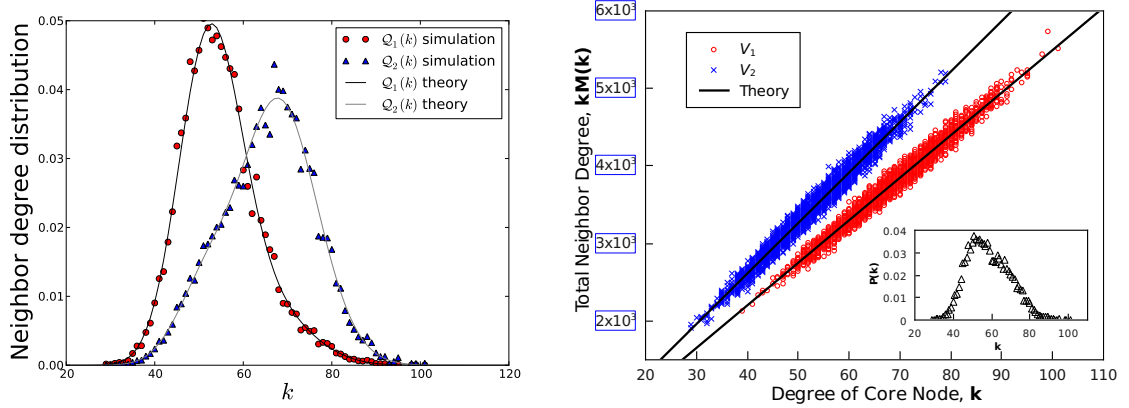 Neighbor degree distribution
0.05
0.04
0.03
0.02
0.01
0.00
20 40 60 80 100 120
k
Q₁(k) simulation
Q₂(k) simulation
Q₁(k) theory
Q₂(k) theory
Total Neighbor Degree, kM(k)
6x10³
5x10³
4x10³
3x10³
2x10³
V₁
V₂
Theory
20 30 40 50 60 70 80 90 100 110
Degree of Core Node, k
P(k)
0.04
0.03
0.02
0.01
0
20 40 60 80 100
k